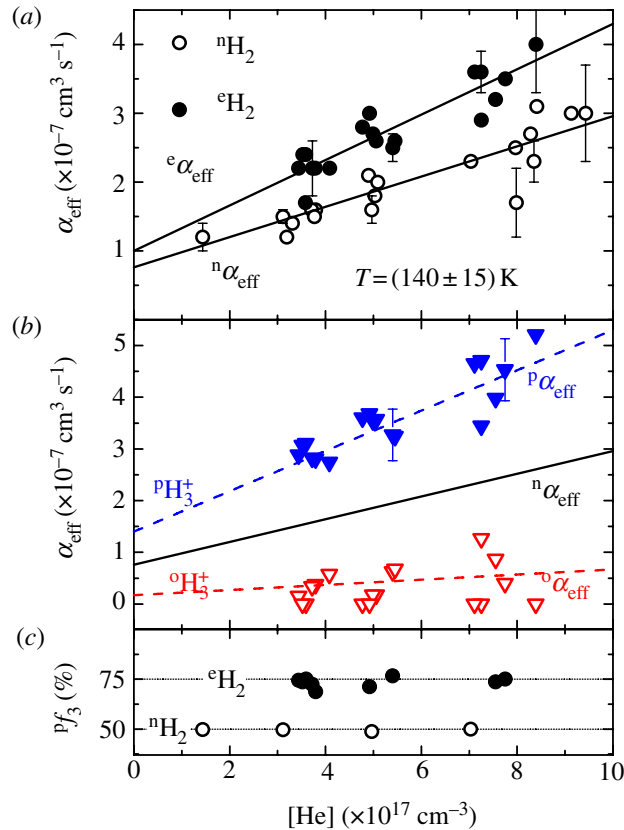 (a)
4
3
2
1
α_eff (×10⁻⁷ cm³ s⁻¹)
ⁿH₂
ᵉH₂
ᵉα_eff
ⁿα_eff
T = (140 ± 15) K
(b)
5
4
3
2
1
0
α_eff (×10⁻⁷ cm³ s⁻¹)
ᵖα_eff
ᵖH₃⁺
ⁿα_eff
ᵒH₃⁺
ᵒα_eff
(c)
75
50
ᵖf₃ (%)
ᵉH₂
ⁿH₂
0 2 4 6 8 10
[He] (×10¹⁷ cm⁻³)